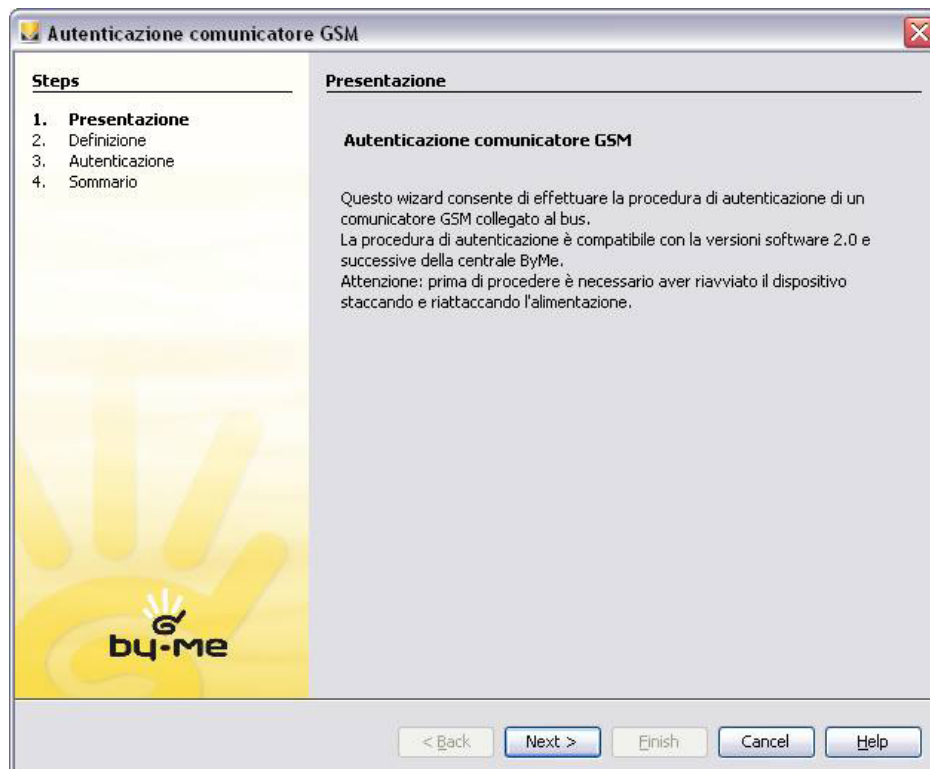 Autenticazione comunicatore GSM
Steps
1. Presentazione
2. Definizione
3. Autenticazione
4. Sommario
by-me
Presentazione
Autenticazione comunicatore GSM
Questo wizard consente di effettuare la procedura di autenticazione di un
comunicatore GSM collegato al bus.
La procedura di autenticazione è compatibile con la versioni software 2.0 e
successive della centrale ByMe.
Attenzione: prima di procedere è necessario aver riavviato il dispositivo
staccando e riattaccando l'alimentazione.
< Back Next > Finish Cancel Help